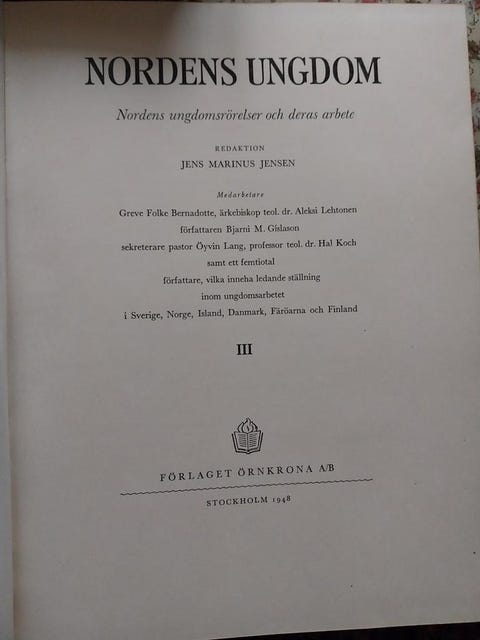 NORDENS UNGDOM
Nordens ungdomsrörelser och deras arbete
REDAKTION
JENS MARINUS JENSEN
Medarbetare
Greve Folke Bernadotte, ärkebiskop teol. dr. Aleksi Lehtonen
författaren Bjarni M. Gíslason
sekreterare pastor Öyvin Lang, professor teol. dr. Hal Koch
samt ett femtiotal
författare, vilka inneha ledande ställning
inom ungdomsarbetet
i Sverige, Norge, Island, Danmark, Färöarna och Finland
III
FÖRLAGET ÖRNKRONA A/B
STOCKHOLM 1948